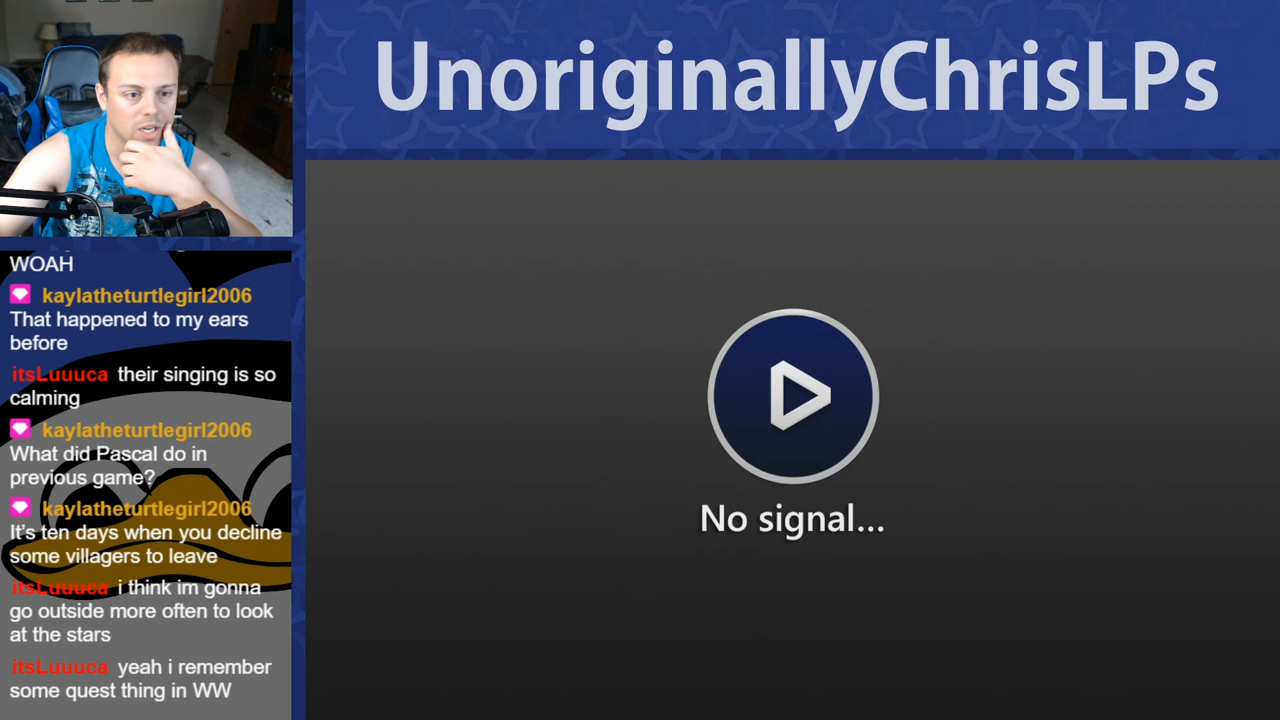 UnoriginallyChrisLPs
WOAH
kaylatheturtlegirl2006
That happened to my ears
before
itsLuuuca their singing is so
calming
kaylatheturtlegirl2006
What did Pascal do in
previous game?
kaylatheturtlegirl2006
It's ten days when you decline
some villagers to leave
itsLuuuca i think im gonna
go outside more often to look
at the stars
itsLuuuca yeah i remember
some quest thing in WW
No signal...